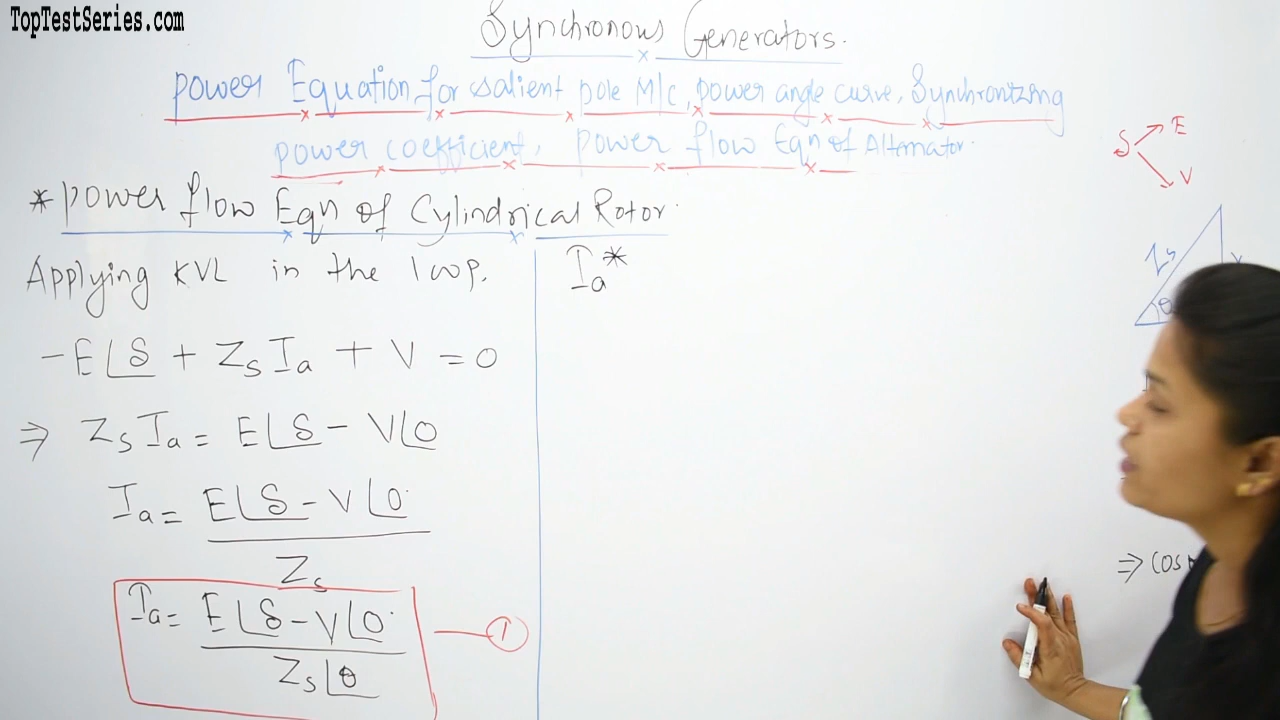 TopTestSeries.com
Synchronous Generators.
Power Equation for salient pole M/c, power angle curve, Synchronizing
power coefficient, power flow Eqn of Alternator.
* Power flow Eqn of Cylindrical Rotor.
Applying KVL in the loop.
-E∠δ + ZsIa + V = 0
⇒ ZsIa = E∠δ - V∠0
Ia = E∠δ - V∠0
Zs
Ia = E∠δ - V∠0
Zs∠θ
1
Ia*
S E
V
Zs
θ
⇒ cos